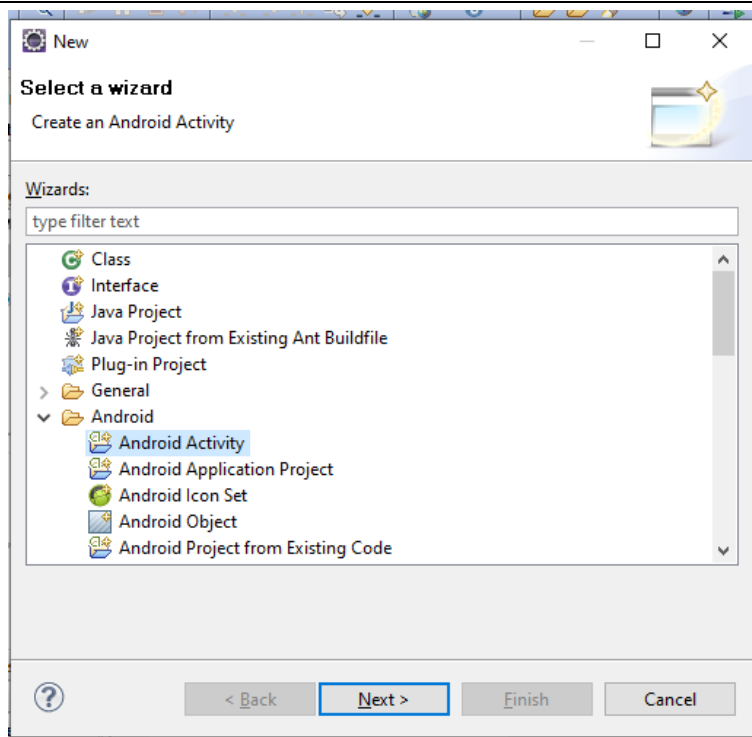 New
Select a wizard
Create an Android Activity
Wizards:
type filter text
Class
Interface
Java Project
Java Project from Existing Ant Buildfile
Plug-in Project
General
Android
Android Activity
Android Application Project
Android Icon Set
Android Object
Android Project from Existing Code
? < Back Next > Finish Cancel